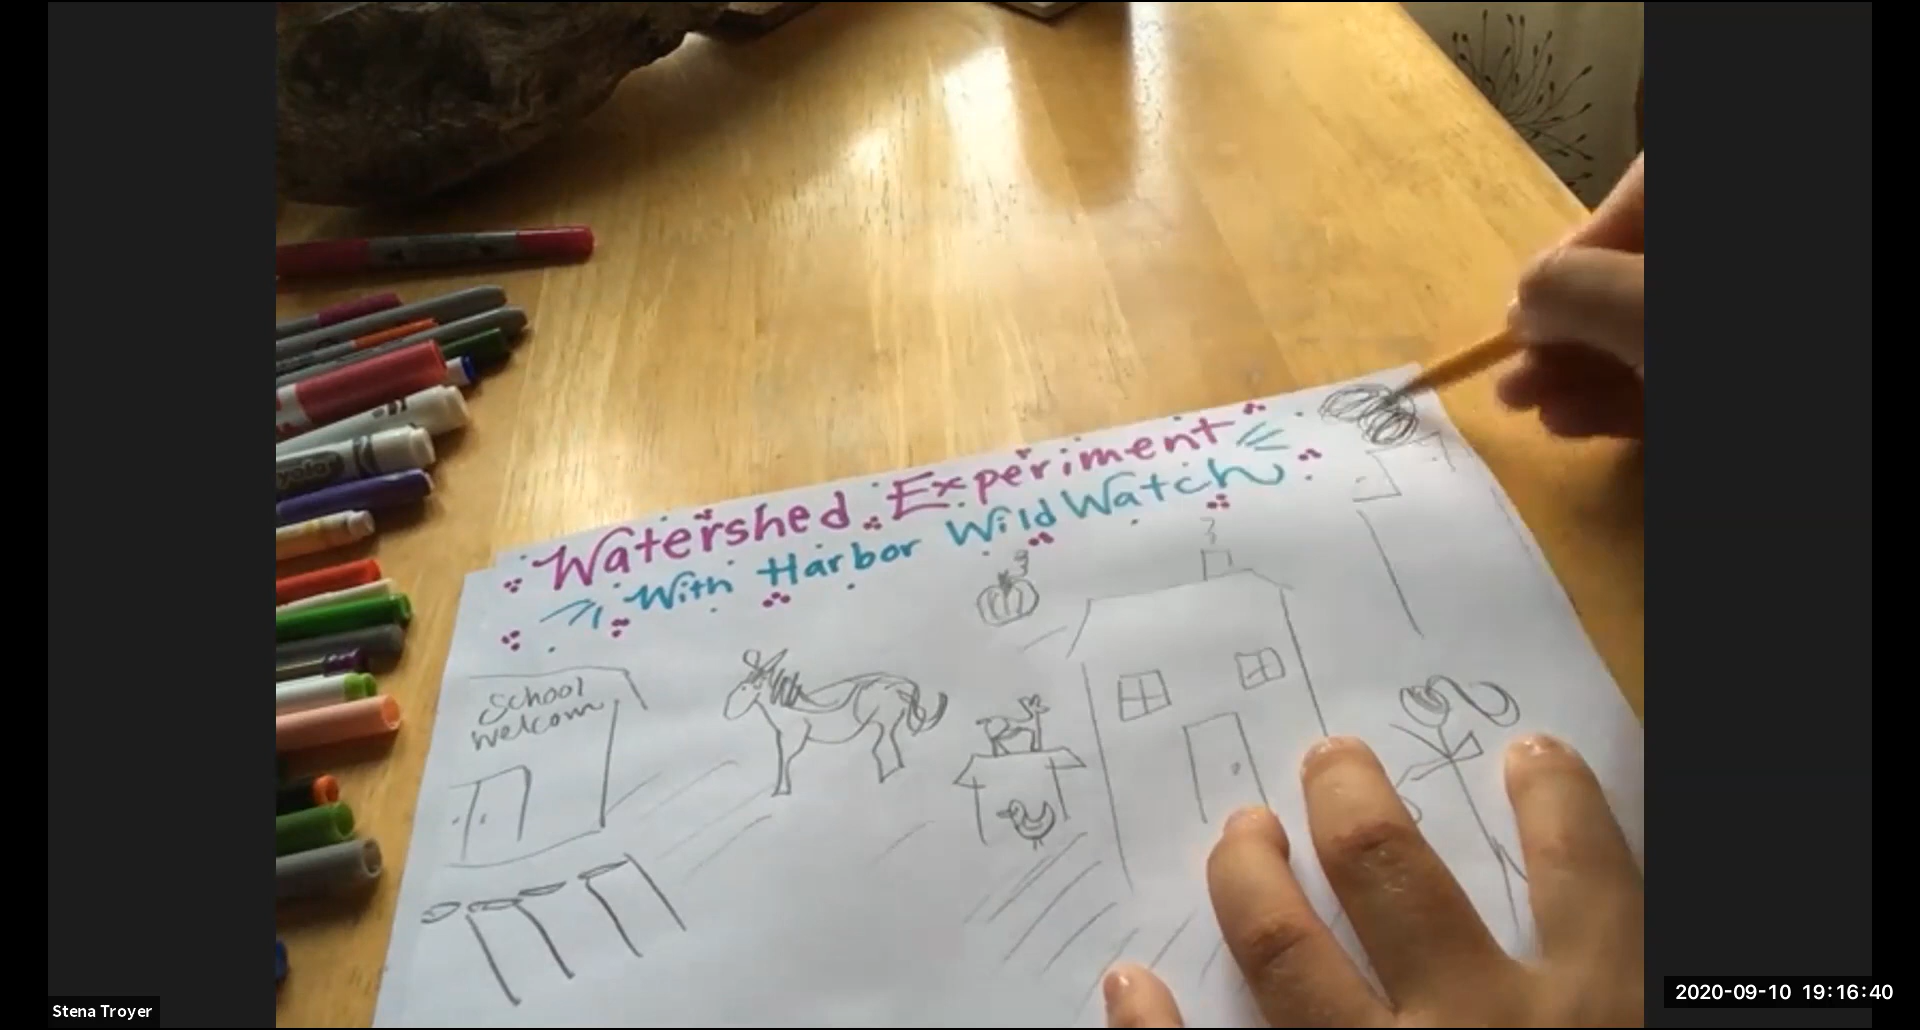 Watershed Experiment
With Harbor WildWatch
School
Welcom
Stena Troyer
2020-09-10 19:16:40